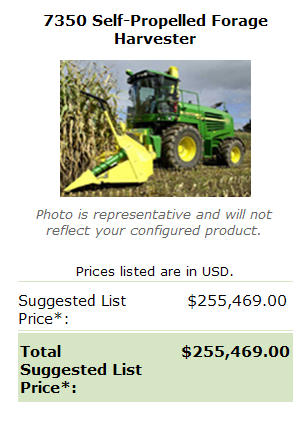 7350 Self-Propelled Forage
Harvester
Photo is representative and will not
reflect your configured product.
Prices listed are in USD.
Suggested List $255,469.00
Price*:
Total $255,469.00
Suggested List
Price*: